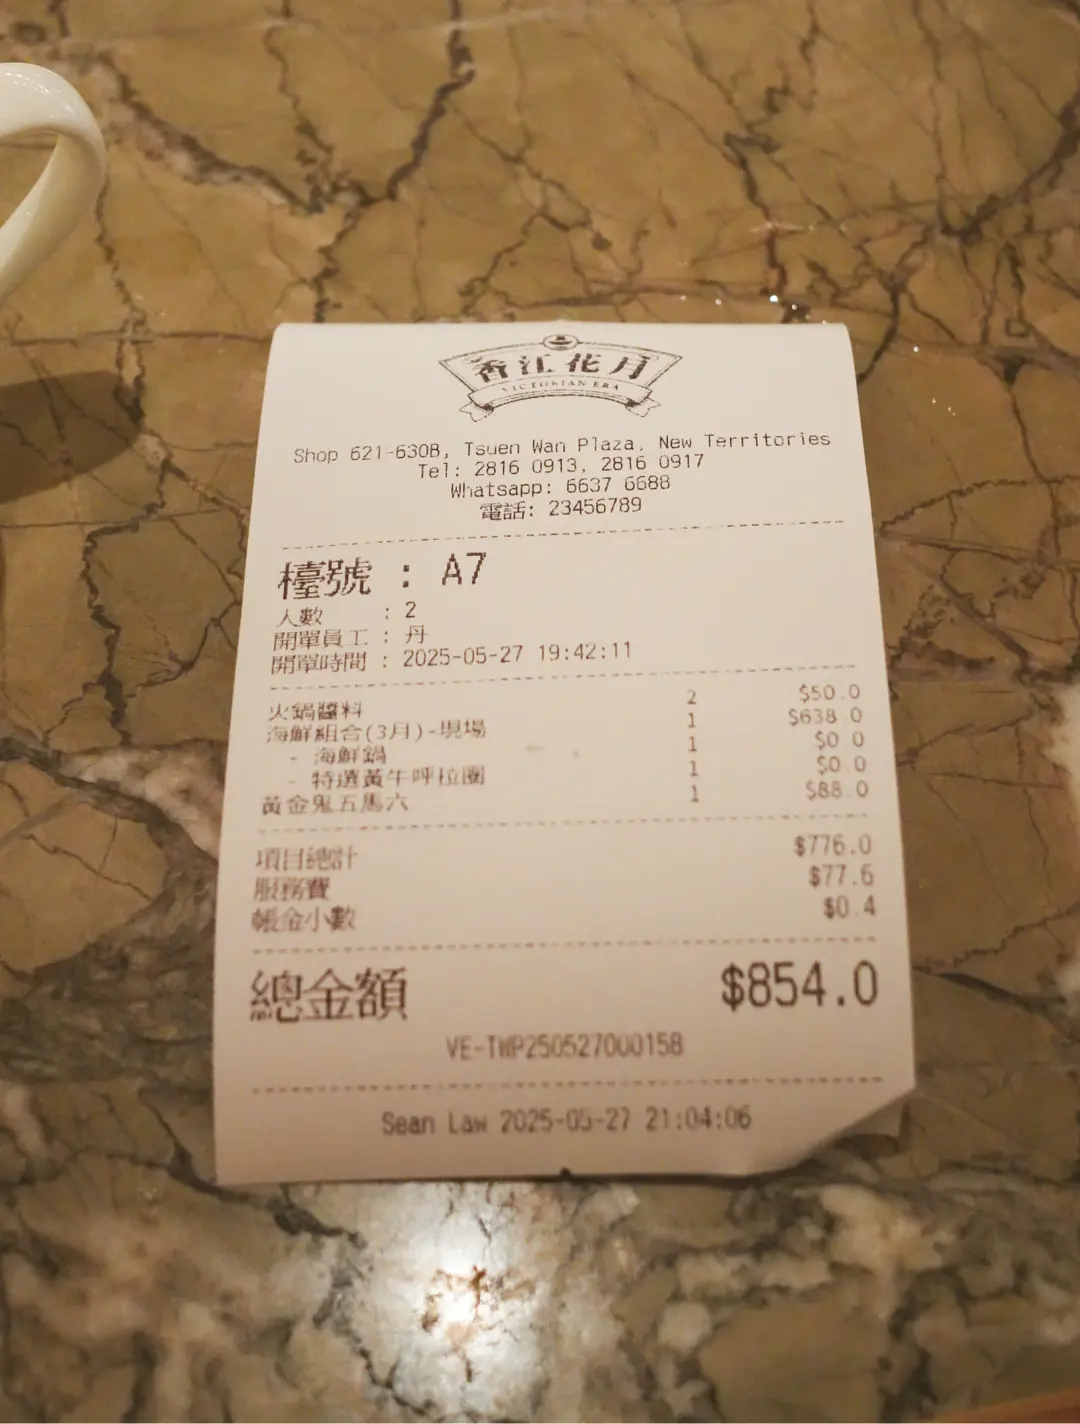 香江花月
VICTORIAN ERA
Shop 621-630B, Tsuen Wan Plaza, New Territories
Tel: 2816 0913, 2816 0917
Whatsapp: 6637 6688
電話: 23456789
檯號 : A7
人數 : 2
開單員工 : 丹
開單時間 : 2025-05-27 19:42:11
火鍋醬料 2 $50.0
海鮮組合(3月)-現場 1 $638.0
- 海鮮鍋 1 $0.0
- 特選黃牛呼拉圈 1 $0.0
黃金鬼五馬六 1 $88.0
項目總計 $776.0
服務費 $77.6
帳金小數 $0.4
總金額 $854.0
VE-TWP250527000158
Sean Law 2025-05-27 21:04:06